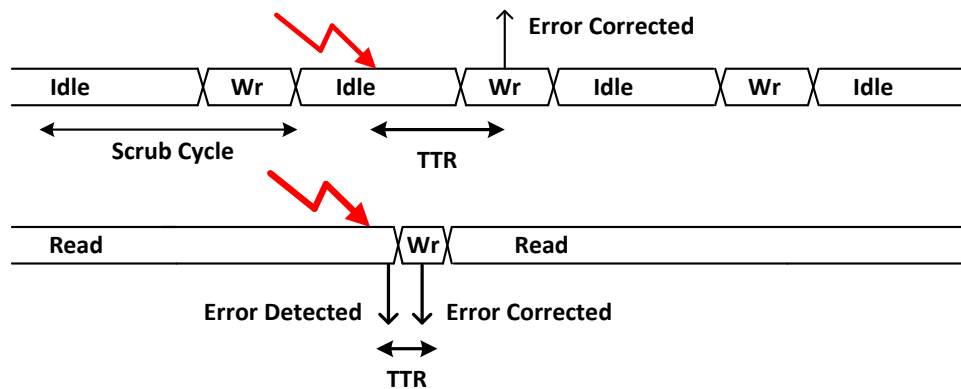 Error Corrected
Idle Wr Idle Wr Idle Wr Idle
Scrub Cycle
TTR
Read Wr Read
Error Detected Error Corrected
TTR